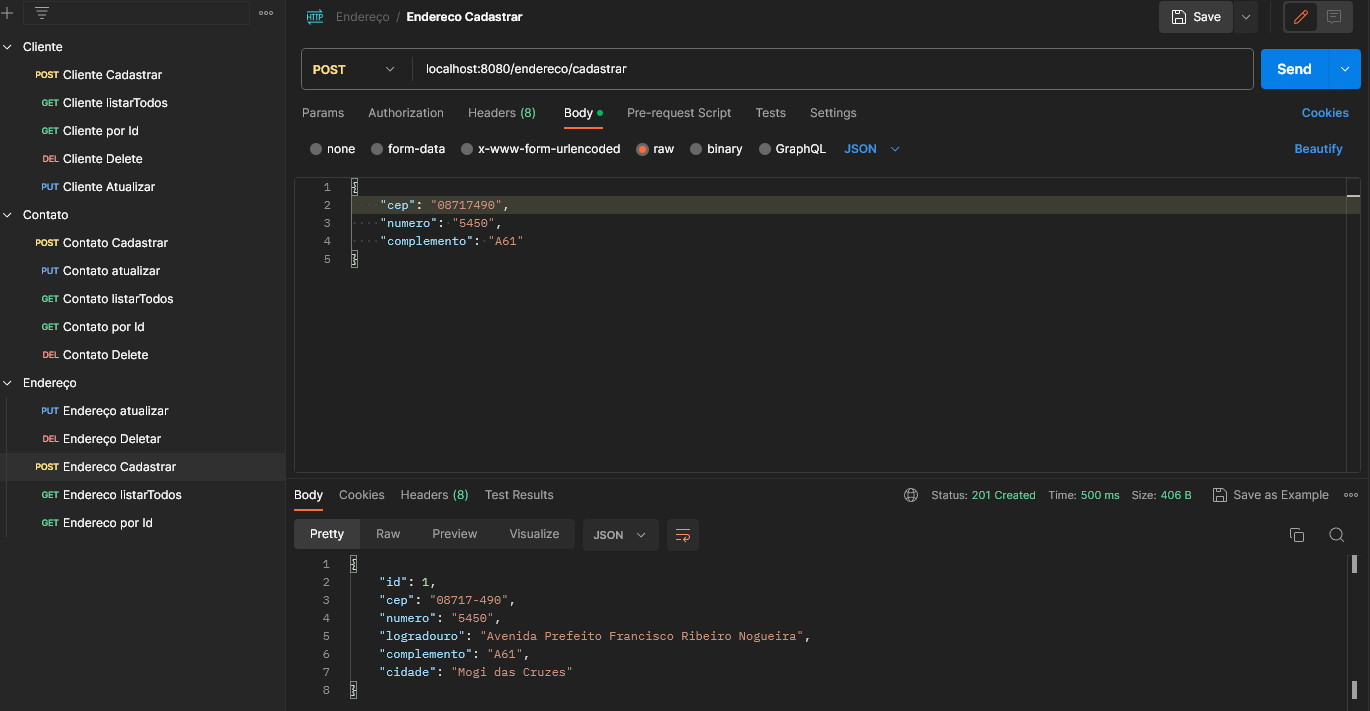 Cliente
POST Cliente Cadastrar
GET Cliente listarTodos
GET Cliente por Id
DEL Cliente Delete
PUT Cliente Atualizar
Contato
POST Contato Cadastrar
PUT Contato atualizar
GET Contato listarTodos
GET Contato por Id
DEL Contato Delete
Endereço
PUT Endereço atualizar
DEL Endereço Deletar
POST Endereco Cadastrar
GET Endereco listarTodos
GET Endereco por Id
HTTP Endereço / Endereco Cadastrar
Save
POST localhost:8080/endereco/cadastrar
Send
Params Authorization Headers (8) Body Pre-request Script Tests Settings Cookies
none form-data x-www-form-urlencoded raw binary GraphQL JSON Beautify
1 {
2 "cep": "08717490",
3 "numero": "5450",
4 "complemento": "A61"
5 }
Body Cookies Headers (8) Test Results Status: 201 Created Time: 500 ms Size: 406 B Save as Example
Pretty Raw Preview Visualize JSON
1 {
2 "id": 1,
3 "cep": "08717-490",
4 "numero": "5450",
5 "logradouro": "Avenida Prefeito Francisco Ribeiro Nogueira",
6 "complemento": "A61",
7 "cidade": "Mogi das Cruzes"
8 }